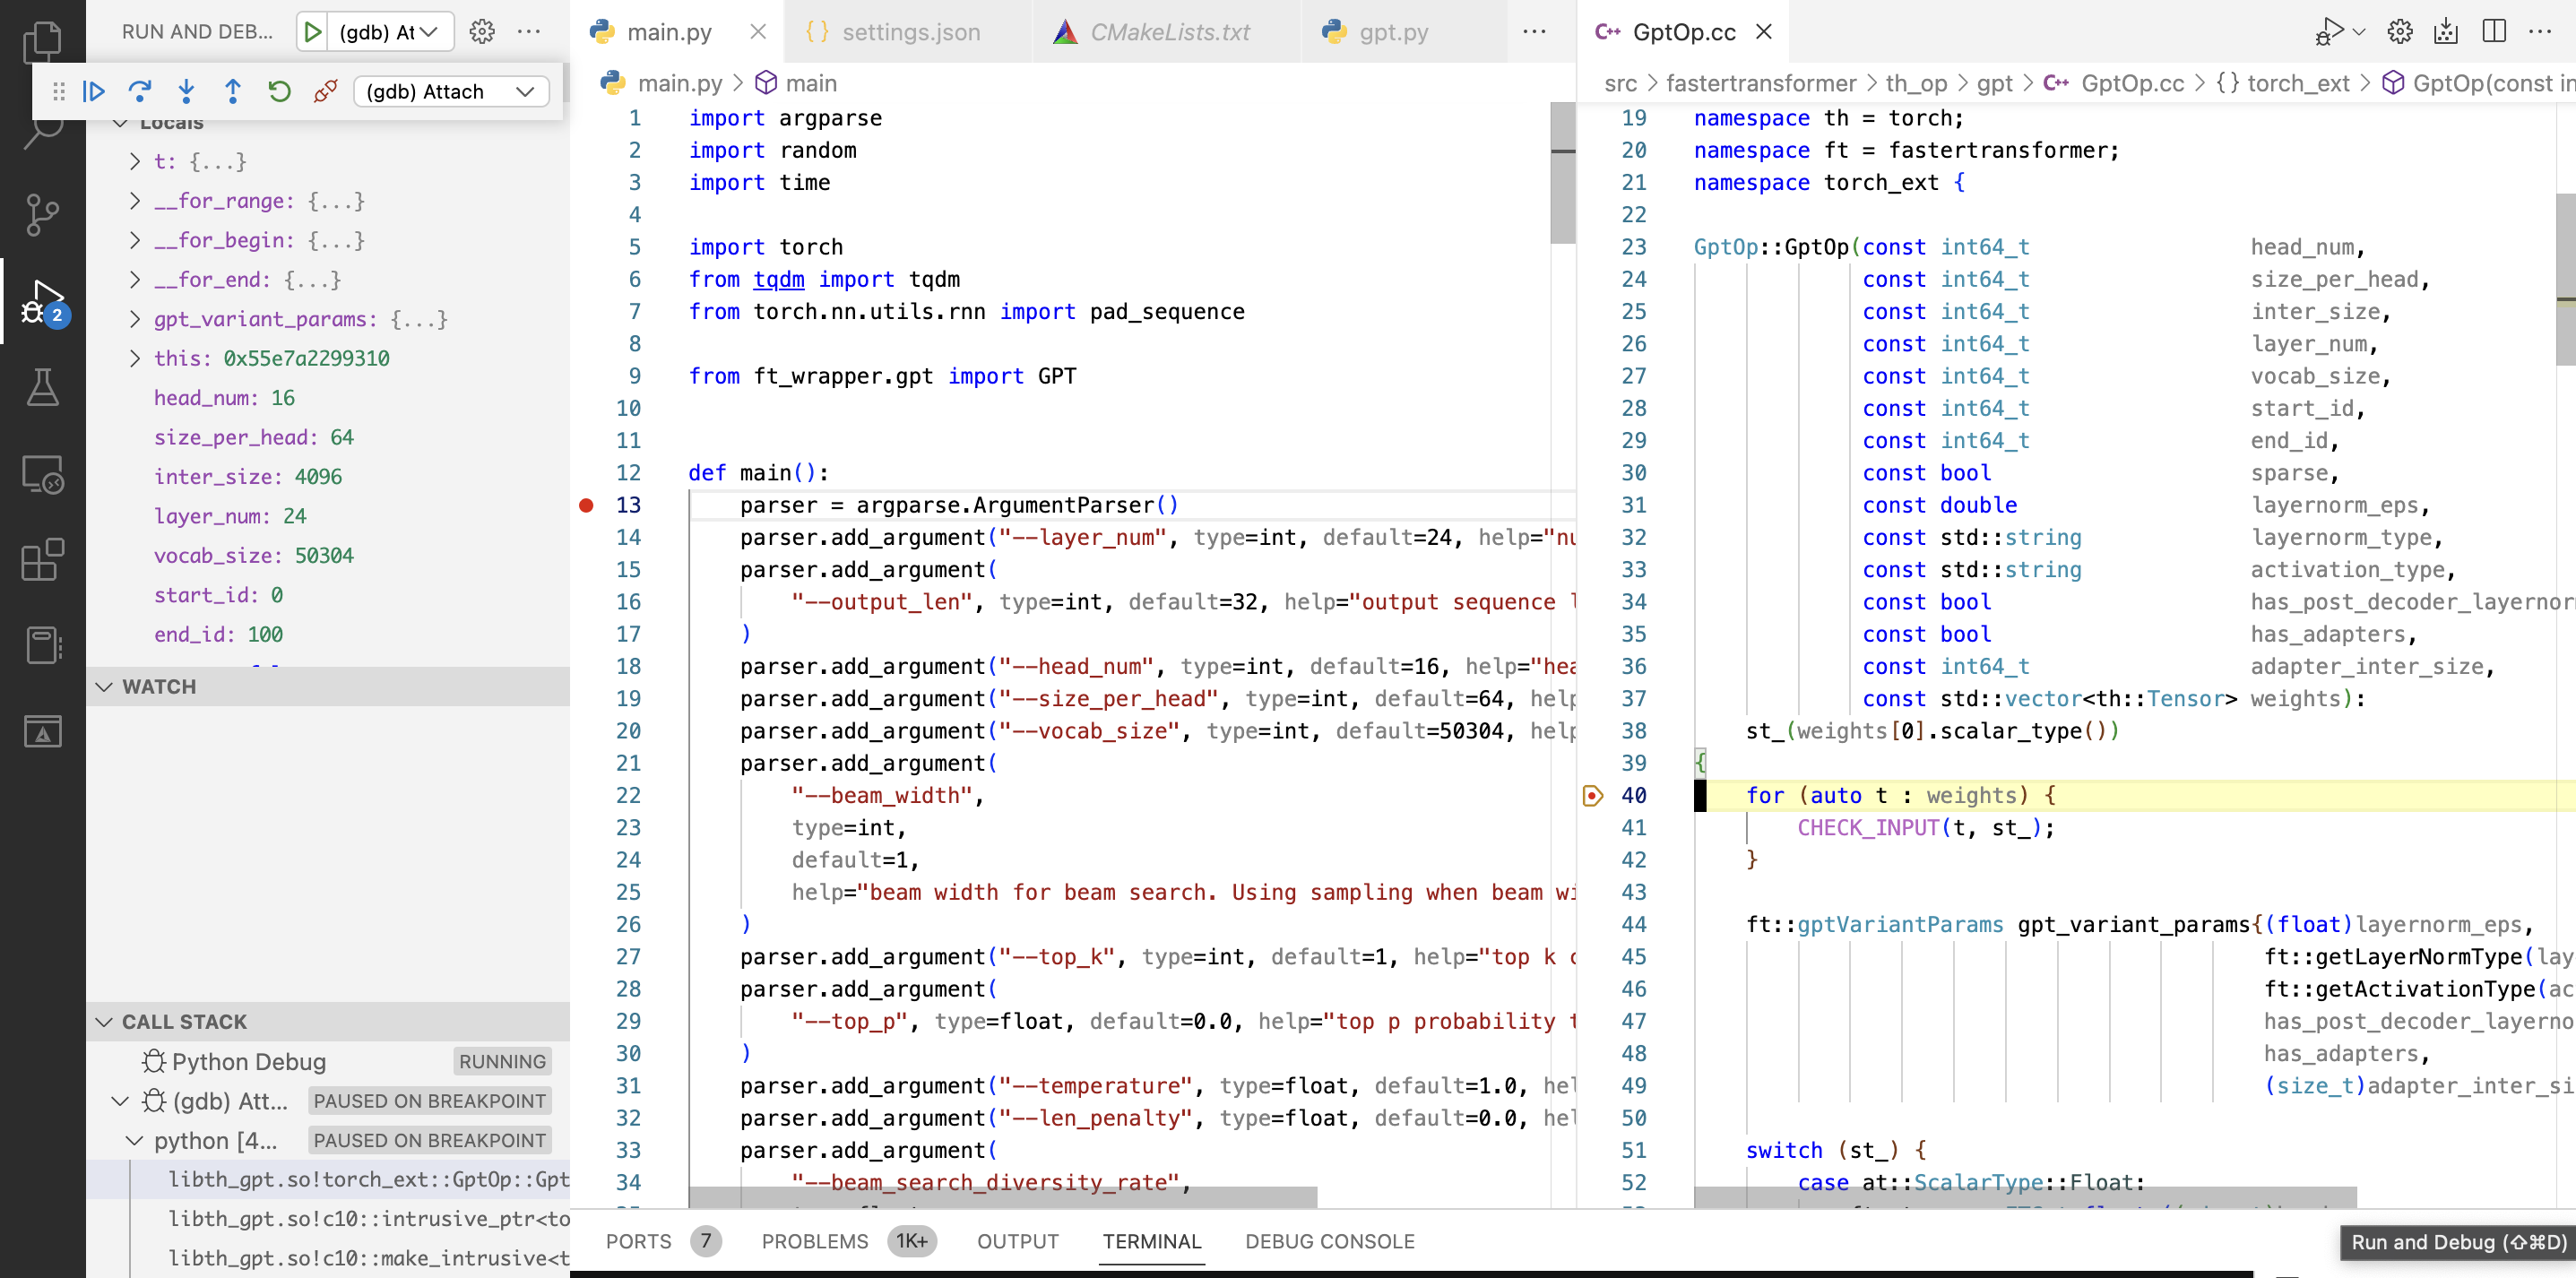 RUN AND DEB...
(gdb) At
(gdb) Attach
Locals
t: {...}
__for_range: {...}
__for_begin: {...}
__for_end: {...}
gpt_variant_params: {...}
this: 0x55e7a2299310
head_num: 16
size_per_head: 64
inter_size: 4096
layer_num: 24
vocab_size: 50304
start_id: 0
end_id: 100
2
WATCH
CALL STACK
Python Debug RUNNING
(gdb) Att... PAUSED ON BREAKPOINT
python [4... PAUSED ON BREAKPOINT
libth_gpt.so!torch_ext::GptOp::Gpt
libth_gpt.so!c10::intrusive_ptr<to
libth_gpt.so!c10::make_intrusive<t
main.py settings.json CMakeLists.txt gpt.py ...
main.py > main
1 import argparse
2 import random
3 import time
4
5 import torch
6 from tqdm import tqdm
7 from torch.nn.utils.rnn import pad_sequence
8
9 from ft_wrapper.gpt import GPT
10
11
12 def main():
13 parser = argparse.ArgumentParser()
14 parser.add_argument("--layer_num", type=int, default=24, help="nu
15 parser.add_argument(
16 "--output_len", type=int, default=32, help="output sequence l
17 )
18 parser.add_argument("--head_num", type=int, default=16, help="hea
19 parser.add_argument("--size_per_head", type=int, default=64, help
20 parser.add_argument("--vocab_size", type=int, default=50304, help
21 parser.add_argument(
22 "--beam_width",
23 type=int,
24 default=1,
25 help="beam width for beam search. Using sampling when beam wi
26 )
27 parser.add_argument("--top_k", type=int, default=1, help="top k c
28 parser.add_argument(
29 "--top_p", type=float, default=0.0, help="top p probability t
30 )
31 parser.add_argument("--temperature", type=float, default=1.0, hel
32 parser.add_argument("--len_penalty", type=float, default=0.0, hel
33 parser.add_argument(
34 "--beam_search_diversity_rate",
GptOp.cc
src > fastertransformer > th_op > gpt > GptOp.cc > {} torch_ext > GptOp(const in
19 namespace th = torch;
20 namespace ft = fastertransformer;
21 namespace torch_ext {
22
23 GptOp::GptOp(const int64_t head_num,
24 const int64_t size_per_head,
25 const int64_t inter_size,
26 const int64_t layer_num,
27 const int64_t vocab_size,
28 const int64_t start_id,
29 const int64_t end_id,
30 const bool sparse,
31 const double layernorm_eps,
32 const std::string layernorm_type,
33 const std::string activation_type,
34 const bool has_post_decoder_layernor
35 const bool has_adapters,
36 const int64_t adapter_inter_size,
37 const std::vector<th::Tensor> weights):
38 st_(weights[0].scalar_type())
39 {
40 for (auto t : weights) {
41 CHECK_INPUT(t, st_);
42 }
43
44 ft::gptVariantParams gpt_variant_params{(float)layernorm_eps,
45 ft::getLayerNormType(lay
46 ft::getActivationType(ac
47 has_post_decoder_layerno
48 has_adapters,
49 (size_t)adapter_inter_si
50
51 switch (st_) {
52 case at::ScalarType::Float:
PORTS 7 PROBLEMS 1K+ OUTPUT TERMINAL DEBUG CONSOLE
Run and Debug (⇧⌘D)